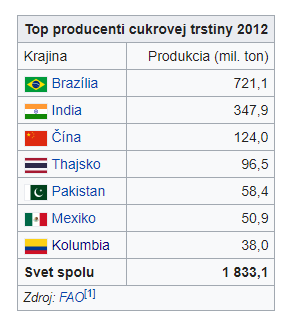 Top producenti cukrovej trstiny 2012
Krajina Produkcia (mil. ton)
Brazília 721,1
India 347,9
Čína 124,0
Thajsko 96,5
Pakistan 58,4
Mexiko 50,9
Kolumbia 38,0
Svet spolu 1 833,1
Zdroj: FAO[1]